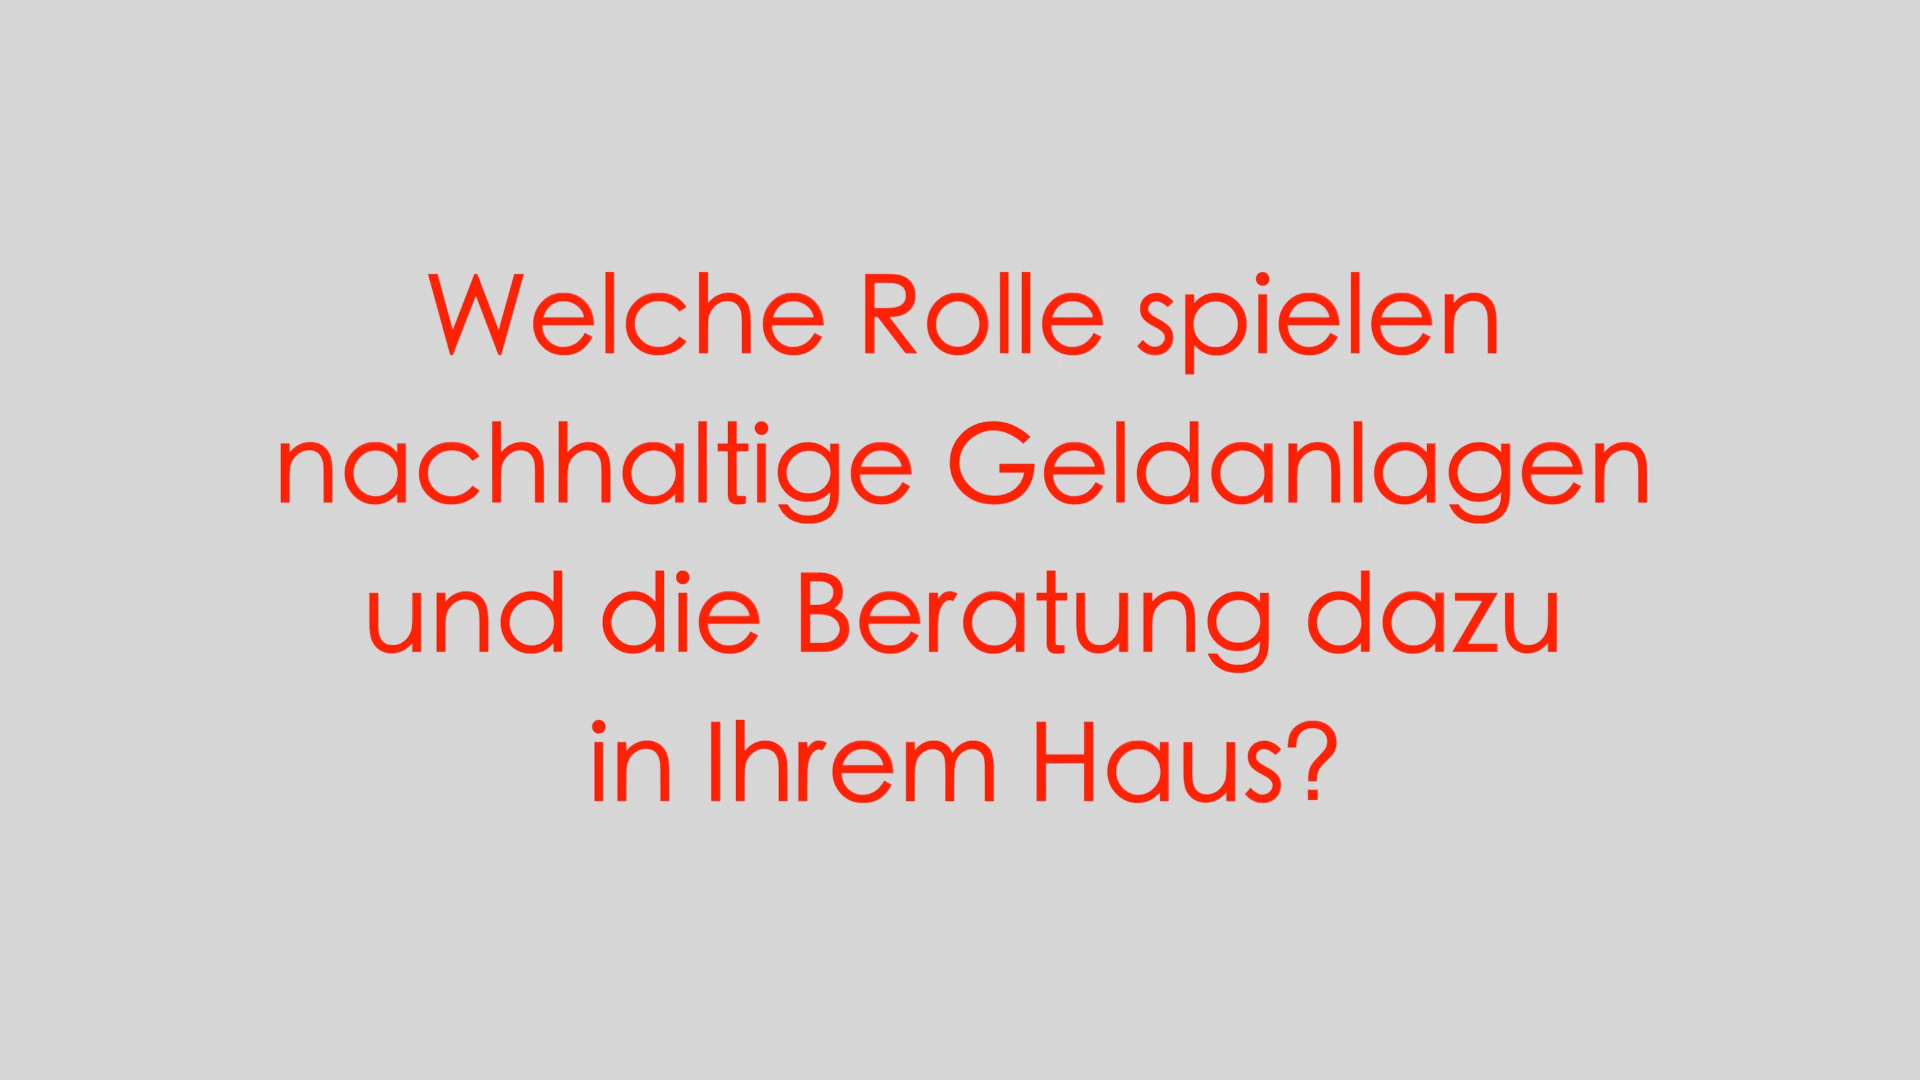 Welche Rolle spielen
nachhaltige Geldanlagen
und die Beratung dazu
in Ihrem Haus?